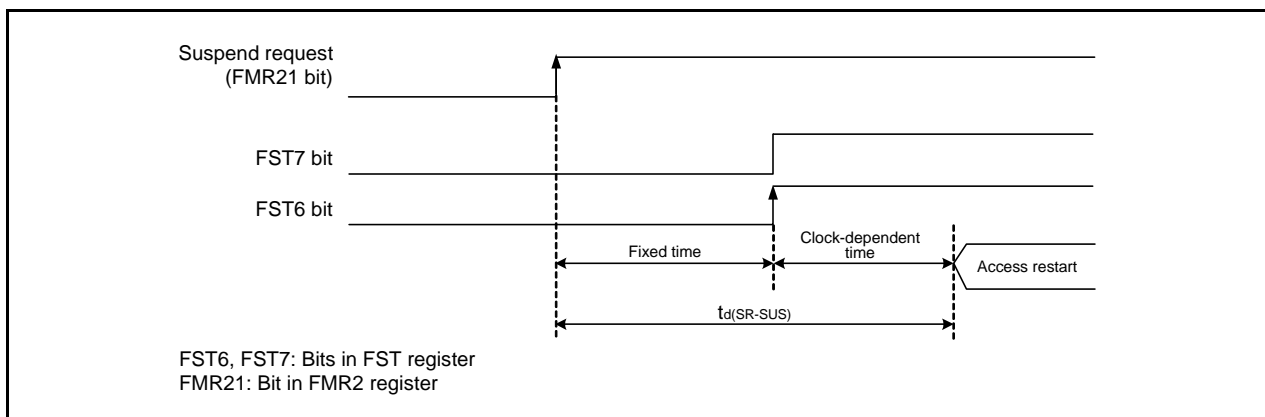 Suspend request
(FMR21 bit)
FST7 bit
FST6 bit
Fixed time
Clock-dependent
time
Access restart
td(SR-SUS)
FST6, FST7: Bits in FST register
FMR21: Bit in FMR2 register